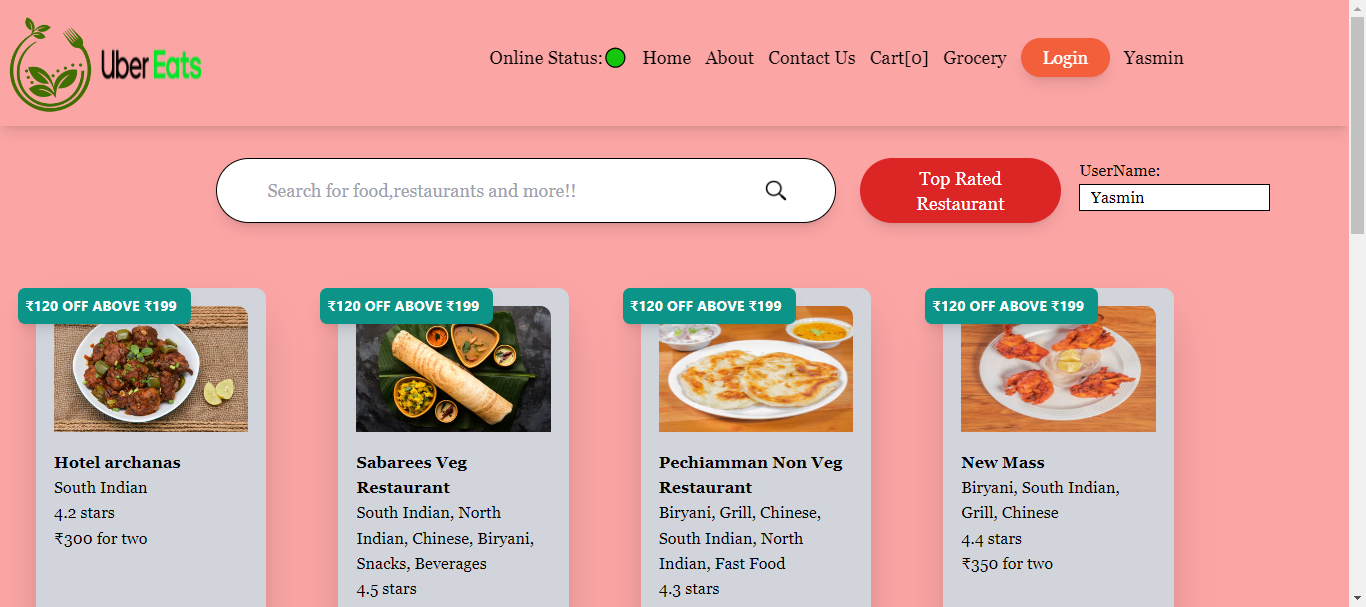 Uber Eats
Online Status: Home About Contact Us Cart[0] Grocery Login Yasmin
Search for food,restaurants and more!!
Top Rated
Restaurant
UserName:
Yasmin
₹120 OFF ABOVE ₹199
Hotel archanas
South Indian
4.2 stars
₹300 for two
₹120 OFF ABOVE ₹199
Sabarees Veg
Restaurant
South Indian, North
Indian, Chinese, Biryani,
Snacks, Beverages
4.5 stars
₹120 OFF ABOVE ₹199
Pechiamman Non Veg
Restaurant
Biryani, Grill, Chinese,
South Indian, North
Indian, Fast Food
4.3 stars
₹120 OFF ABOVE ₹199
New Mass
Biryani, South Indian,
Grill, Chinese
4.4 stars
₹350 for two